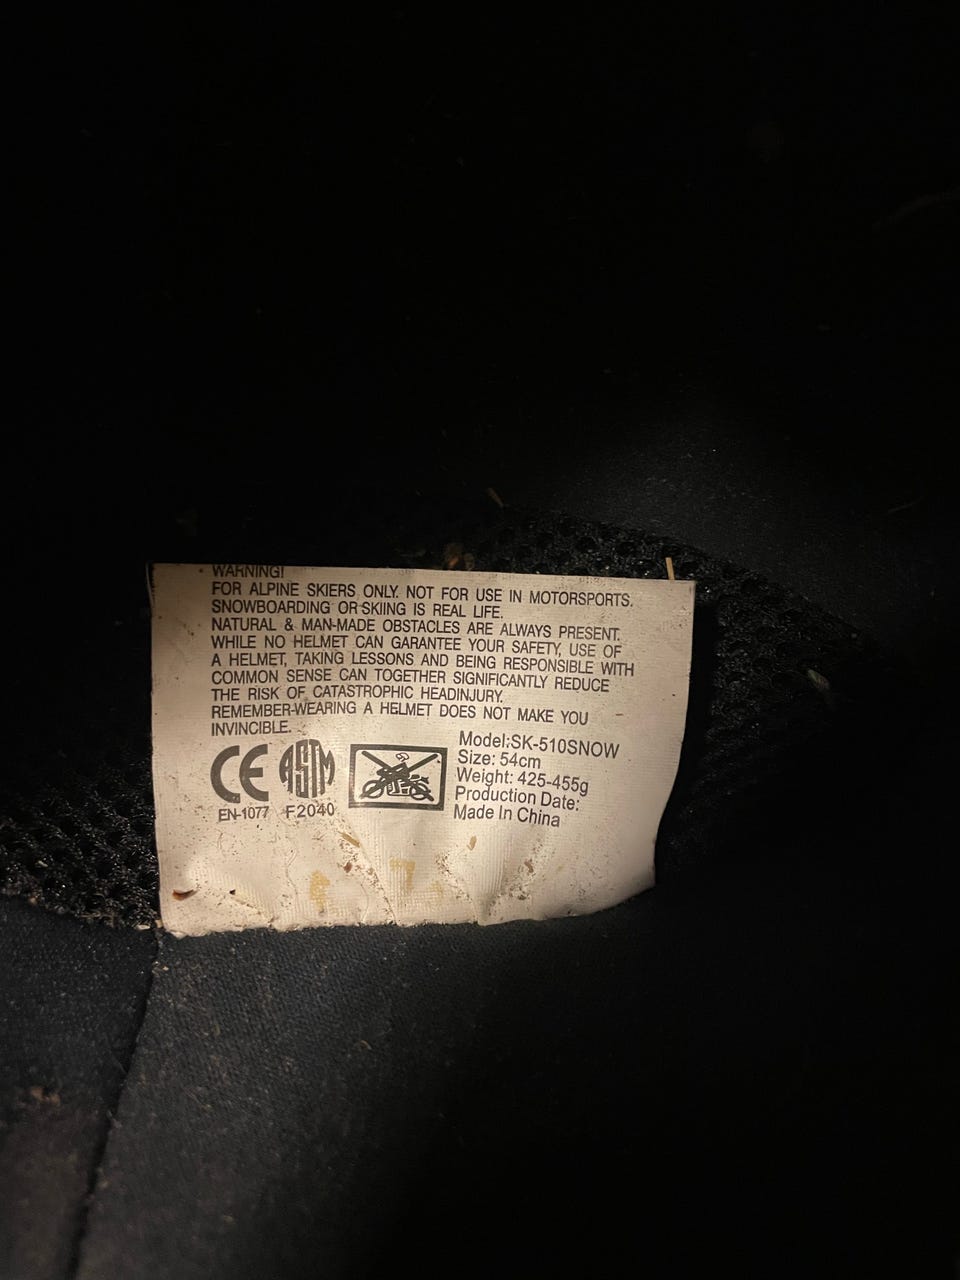 WARNING!
FOR ALPINE SKIERS ONLY. NOT FOR USE IN MOTORSPORTS.
SNOWBOARDING OR SKIING IS REAL LIFE.
NATURAL & MAN-MADE OBSTACLES ARE ALWAYS PRESENT.
WHILE NO HELMET CAN GARANTEE YOUR SAFETY, USE OF
A HELMET, TAKING LESSONS AND BEING RESPONSIBLE WITH
COMMON SENSE CAN TOGETHER SIGNIFICANTLY REDUCE
THE RISK OF CATASTROPHIC HEADINJURY.
REMEMBER-WEARING A HELMET DOES NOT MAKE YOU
INVINCIBLE.
CE ASTM
EN-1077 F2040
Model:SK-510SNOW
Size: 54cm
Weight: 425-455g
Production Date:
Made In China